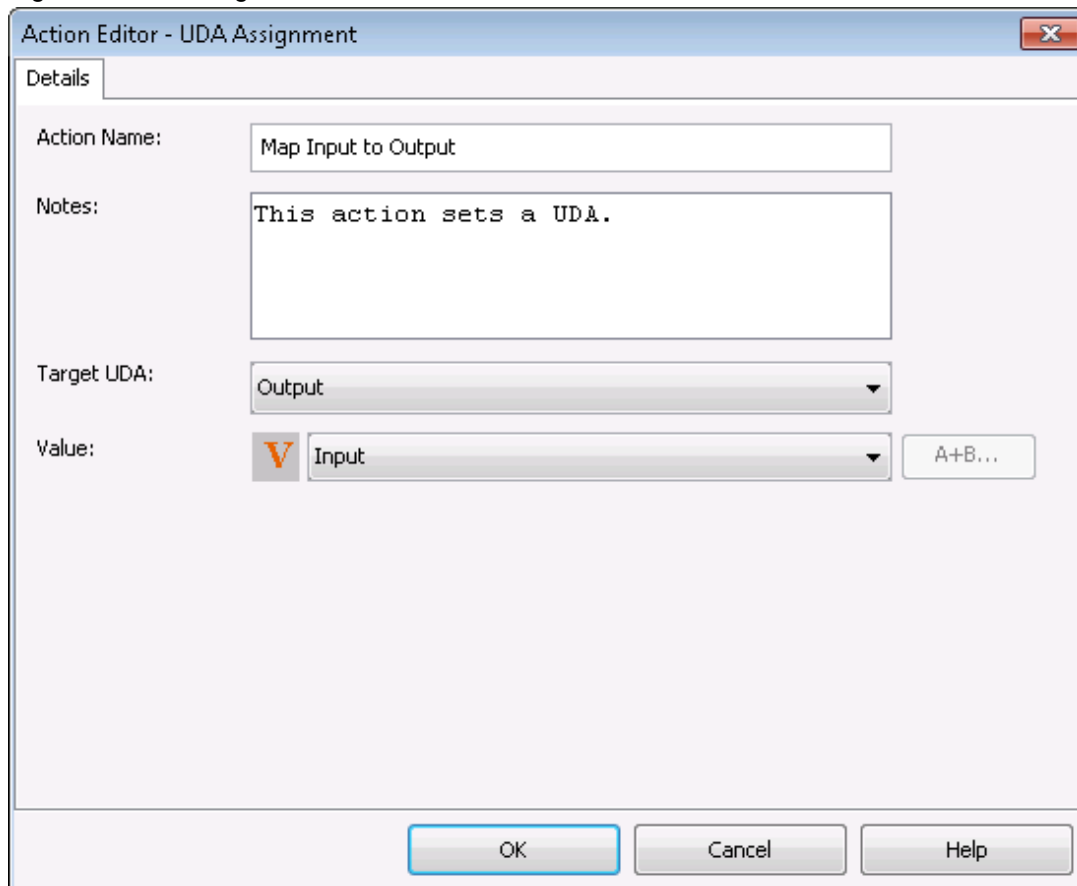 Action Editor - UDA Assignment
Details
Action Name:
Map Input to Output
Notes:
This action sets a UDA.
Target UDA:
Output
Value:
V Input
A+B...
OK Cancel Help